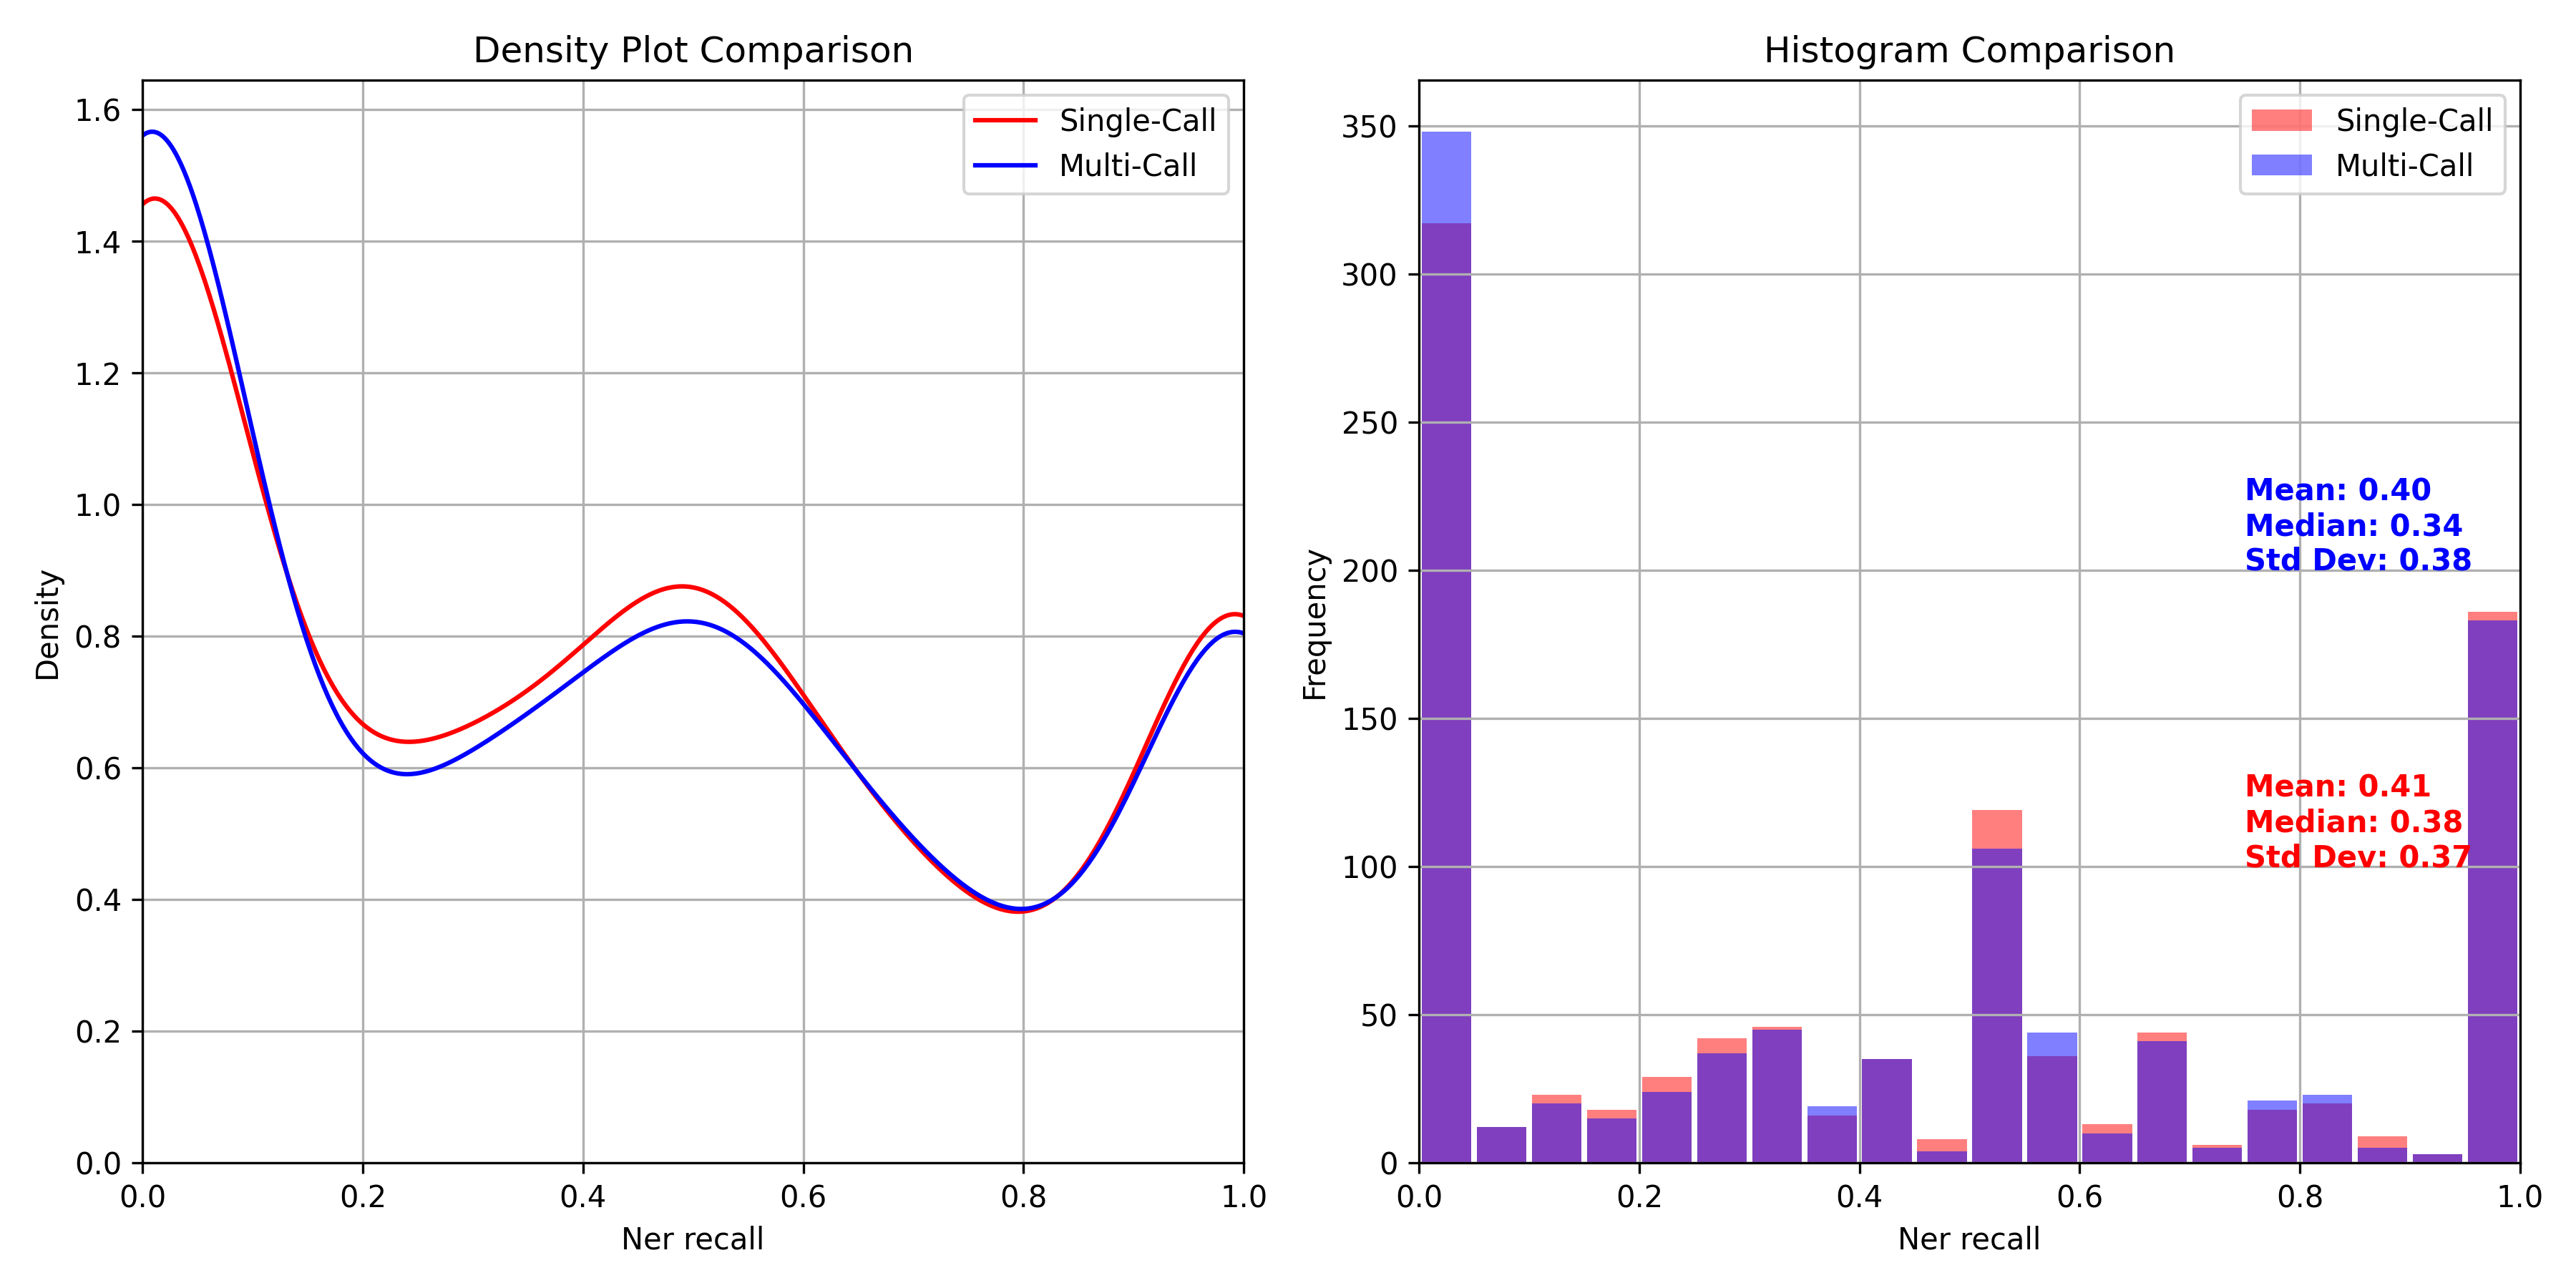 Density Plot Comparison
1.6
1.4
1.2
1.0
0.8
0.6
0.4
0.2
0.0
Density
0.0 0.2 0.4 0.6 0.8 1.0
Ner recall
Single-Call
Multi-Call
Histogram Comparison
350
300
250
200
150
100
50
0
Frequency
0.0 0.2 0.4 0.6 0.8 1.0
Ner recall
Single-Call
Multi-Call
Mean: 0.40
Median: 0.34
Std Dev: 0.38
Mean: 0.41
Median: 0.38
Std Dev: 0.37